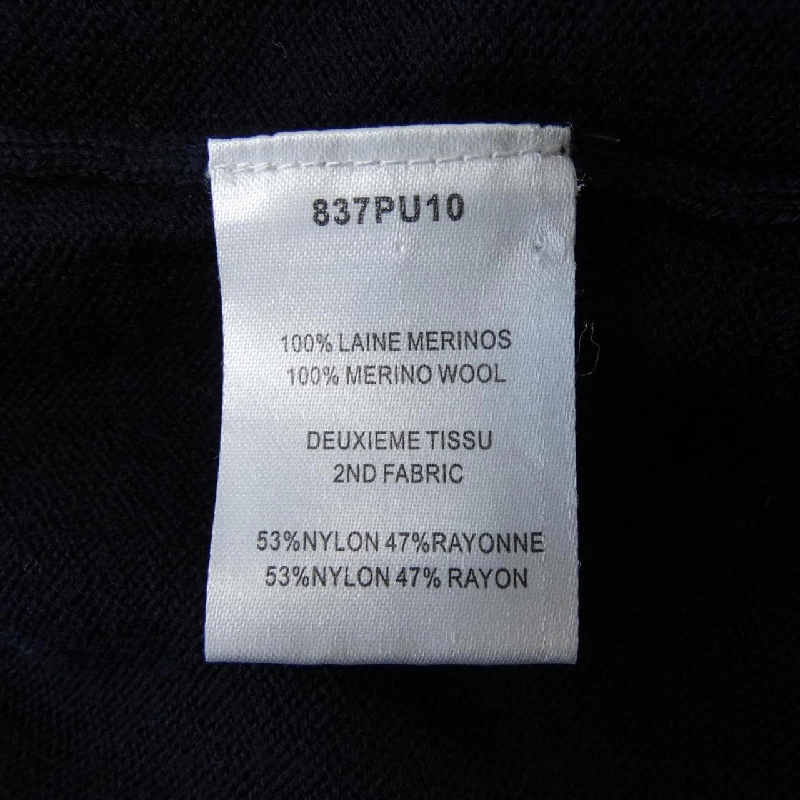 837PU10
100% LAINE MERINOS
100% MERINO WOOL
DEUXIEME TISSU
2ND FABRIC
53%NYLON 47%RAYONNE
53%NYLON 47% RAYON